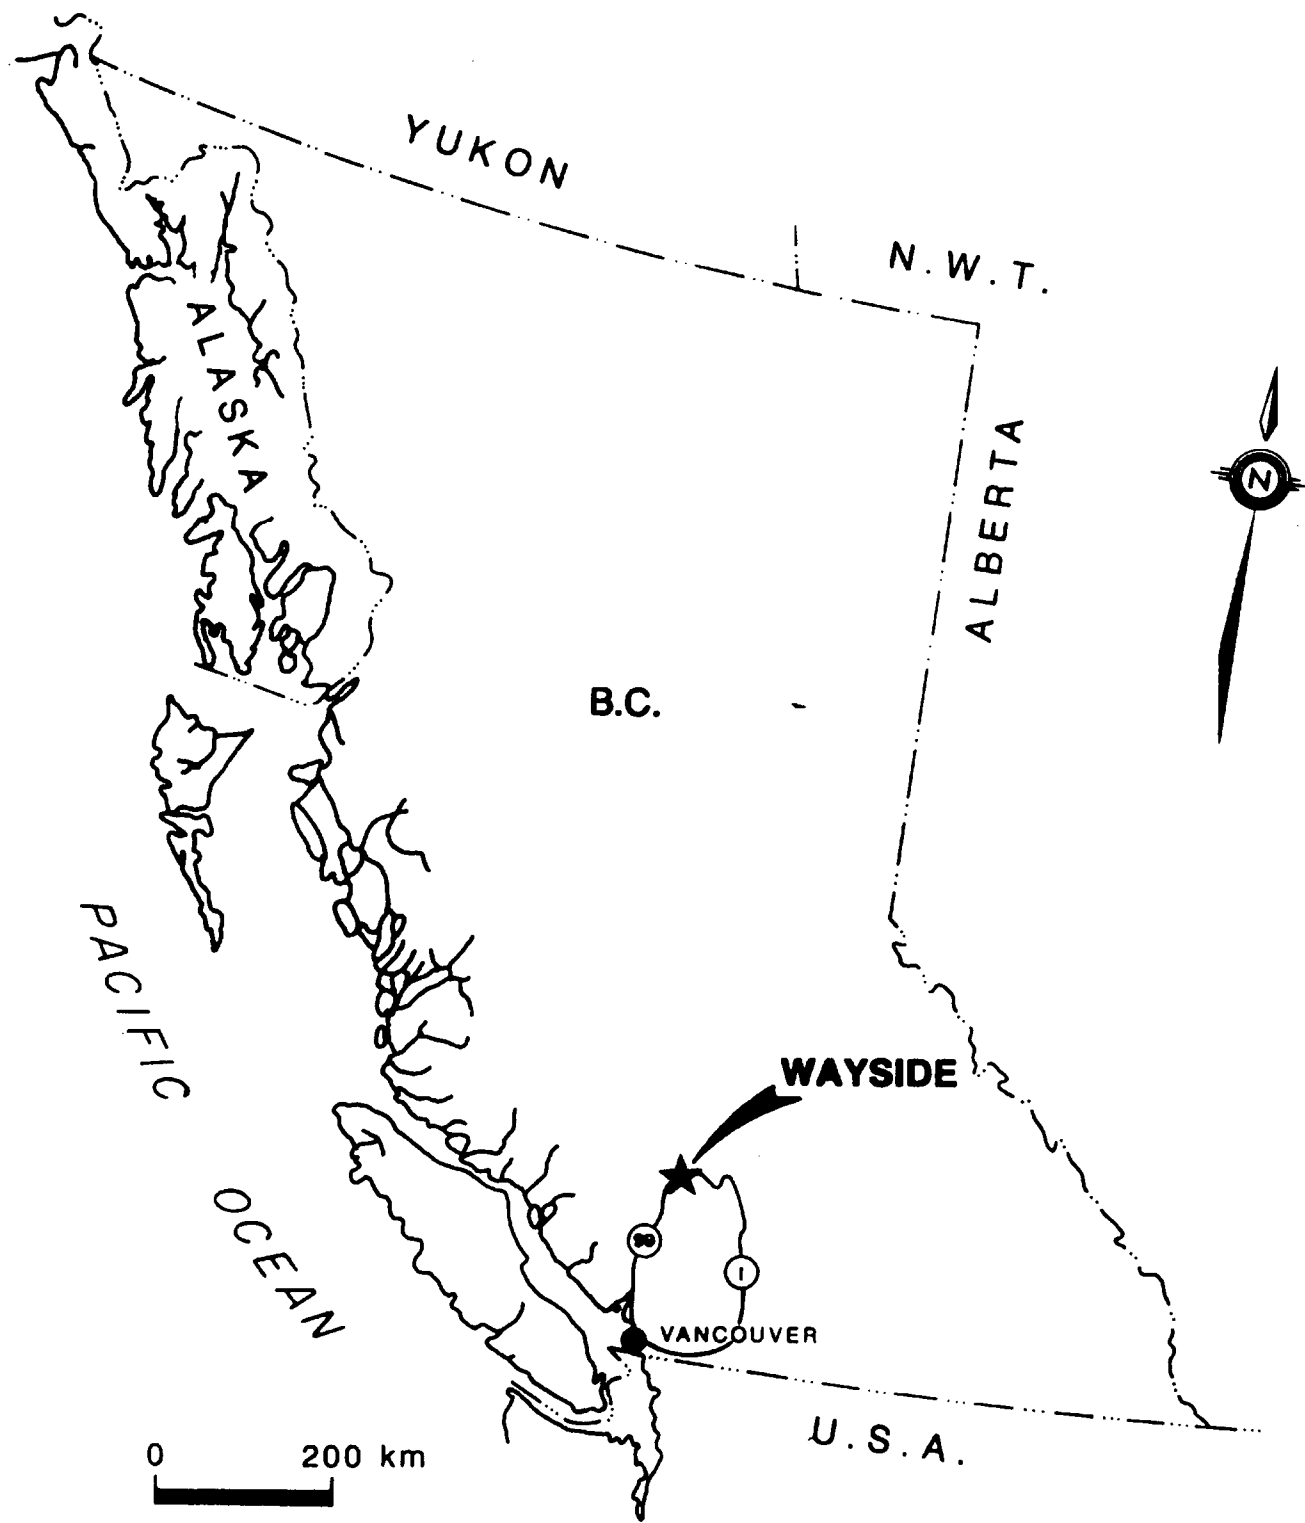 YUKON
N.W.T.
ALASKA
ALBERTA
N
B.C.
PACIFIC
OCEAN
WAYSIDE
99
1
VANCOUVER
U.S.A.
0 200 km